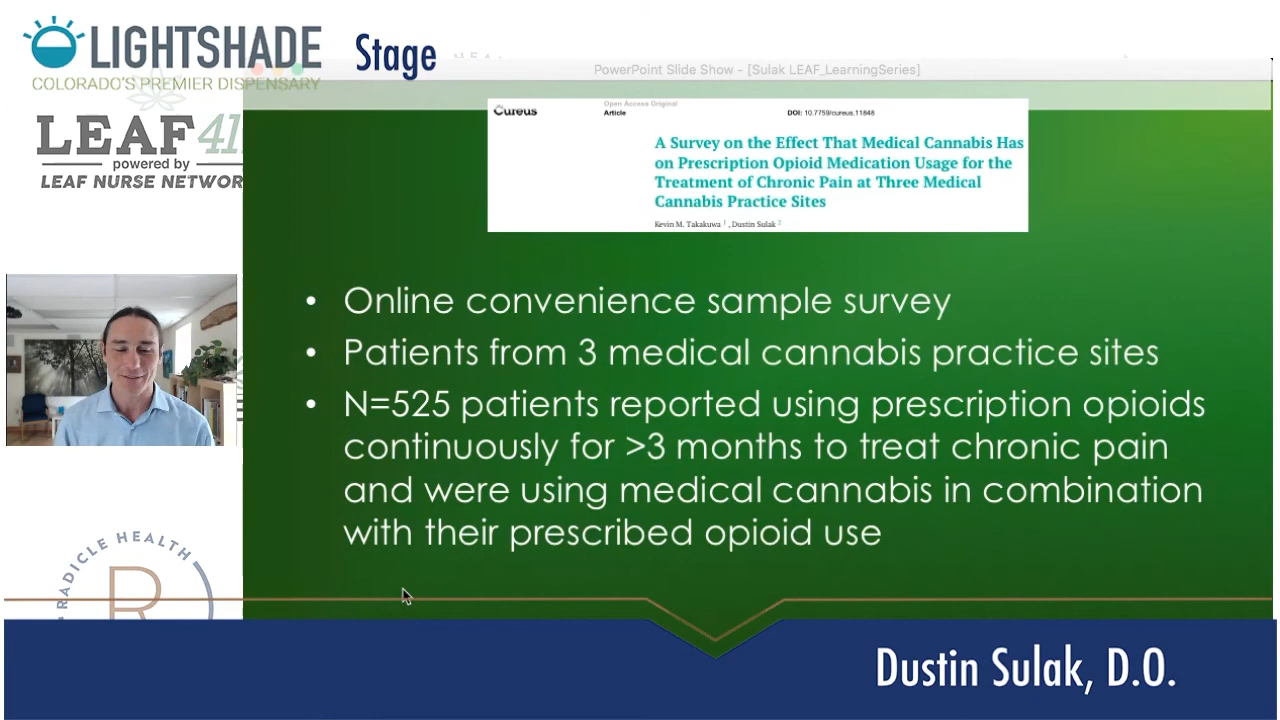 LIGHTSHADE
COLORADO'S PREMIER DISPENSARY
Stage
PowerPoint Slide Show - [Sulak LEAF_LearningSeries]
LEAF 41
powered by
LEAF NURSE NETWOR
Cureus
Open Access Original
Article
DOI: 10.7759/cureus.11848
A Survey on the Effect That Medical Cannabis Has
on Prescription Opioid Medication Usage for the
Treatment of Chronic Pain at Three Medical
Cannabis Practice Sites
Kevin M. Takakuwa 1 , Dustin Sulak 2
• Online convenience sample survey
• Patients from 3 medical cannabis practice sites
• N=525 patients reported using prescription opioids
continuously for >3 months to treat chronic pain
and were using medical cannabis in combination
with their prescribed opioid use
RADICLE HEALTH
R
Dustin Sulak, D.O.